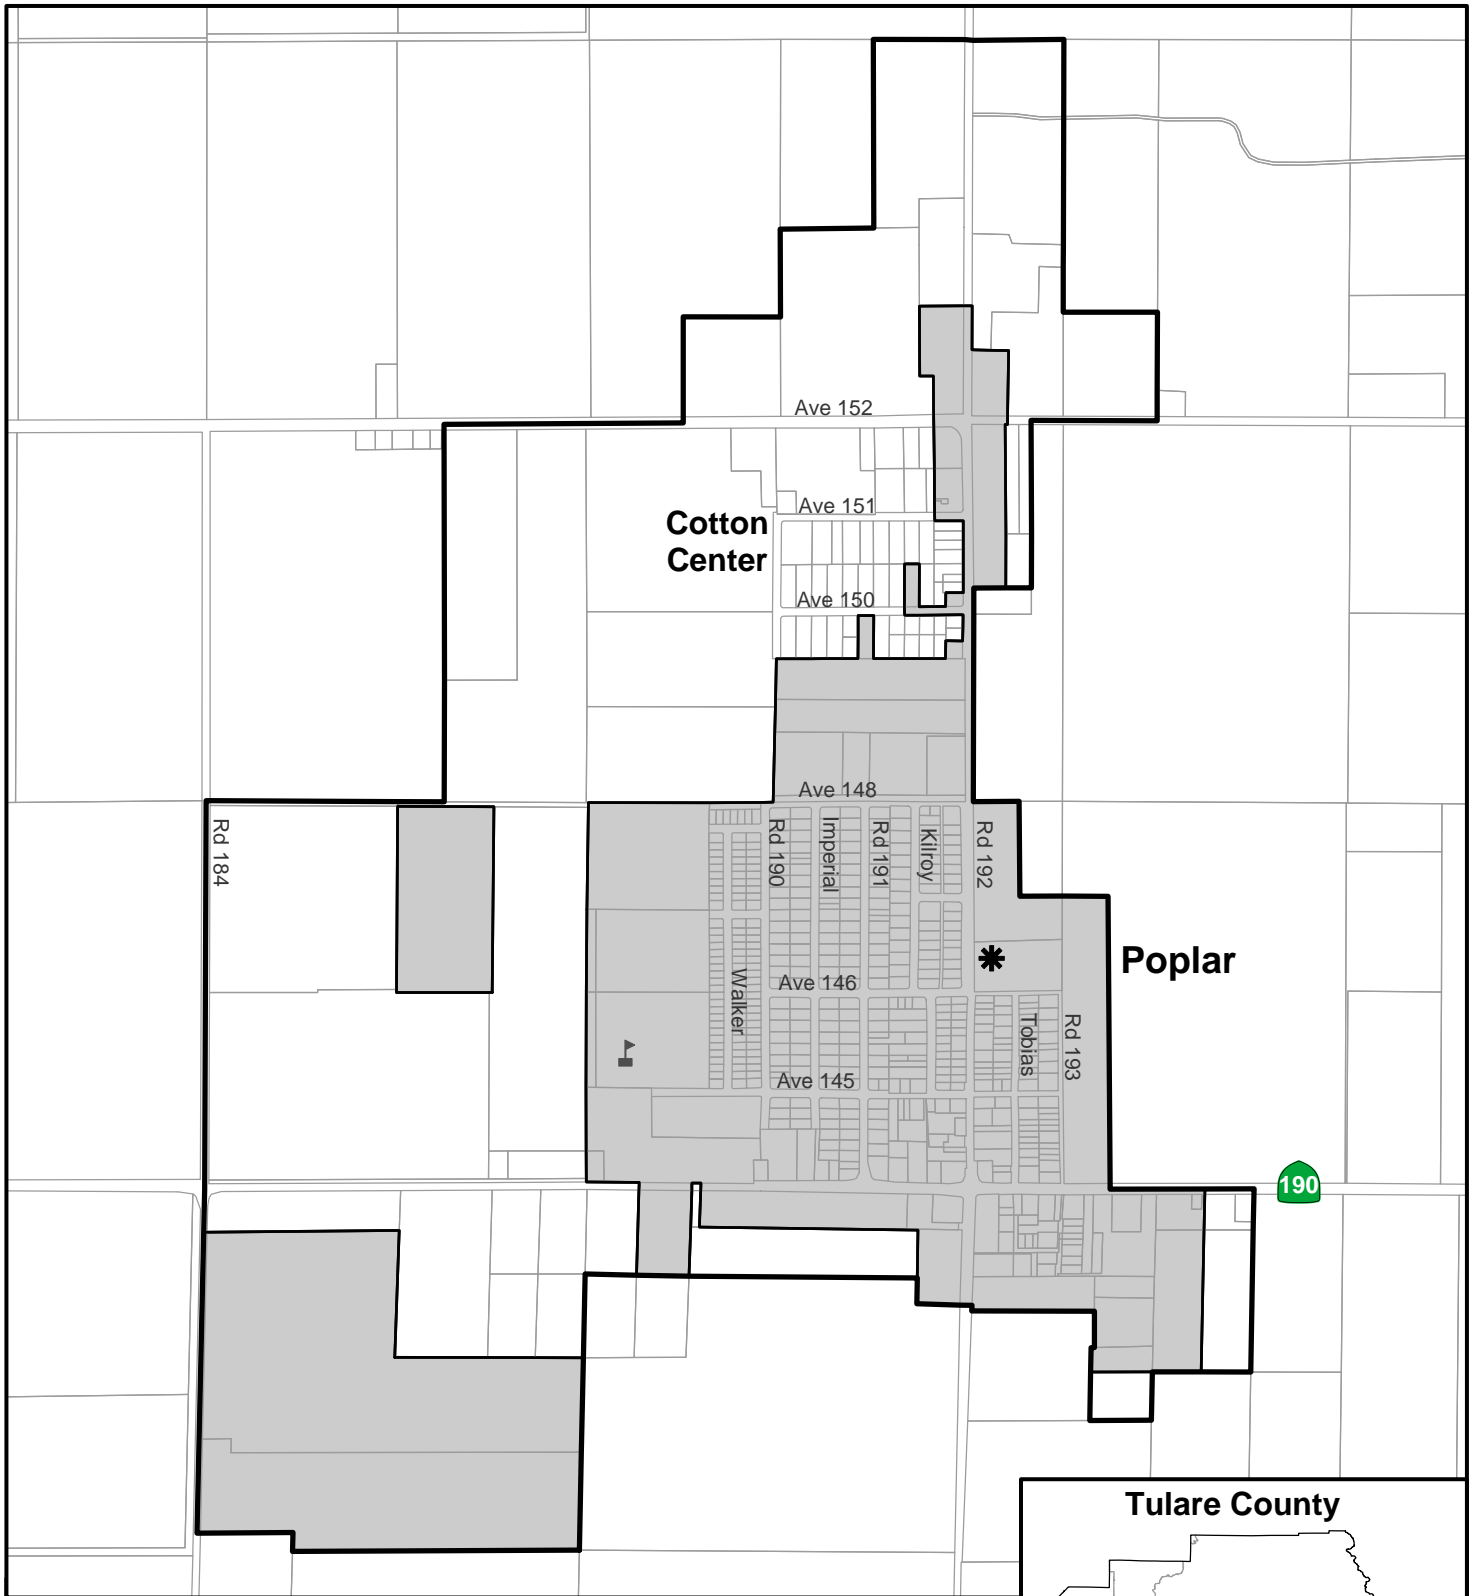 Ave 152
Ave 151
Cotton
Center
Ave 150
Ave 148
Rd 184
Rd 190
Imperial
Rd 191
Kilroy
Rd 192
Poplar
Ave 146
Walker
Tobias
Rd 193
Ave 145
190
Tulare County